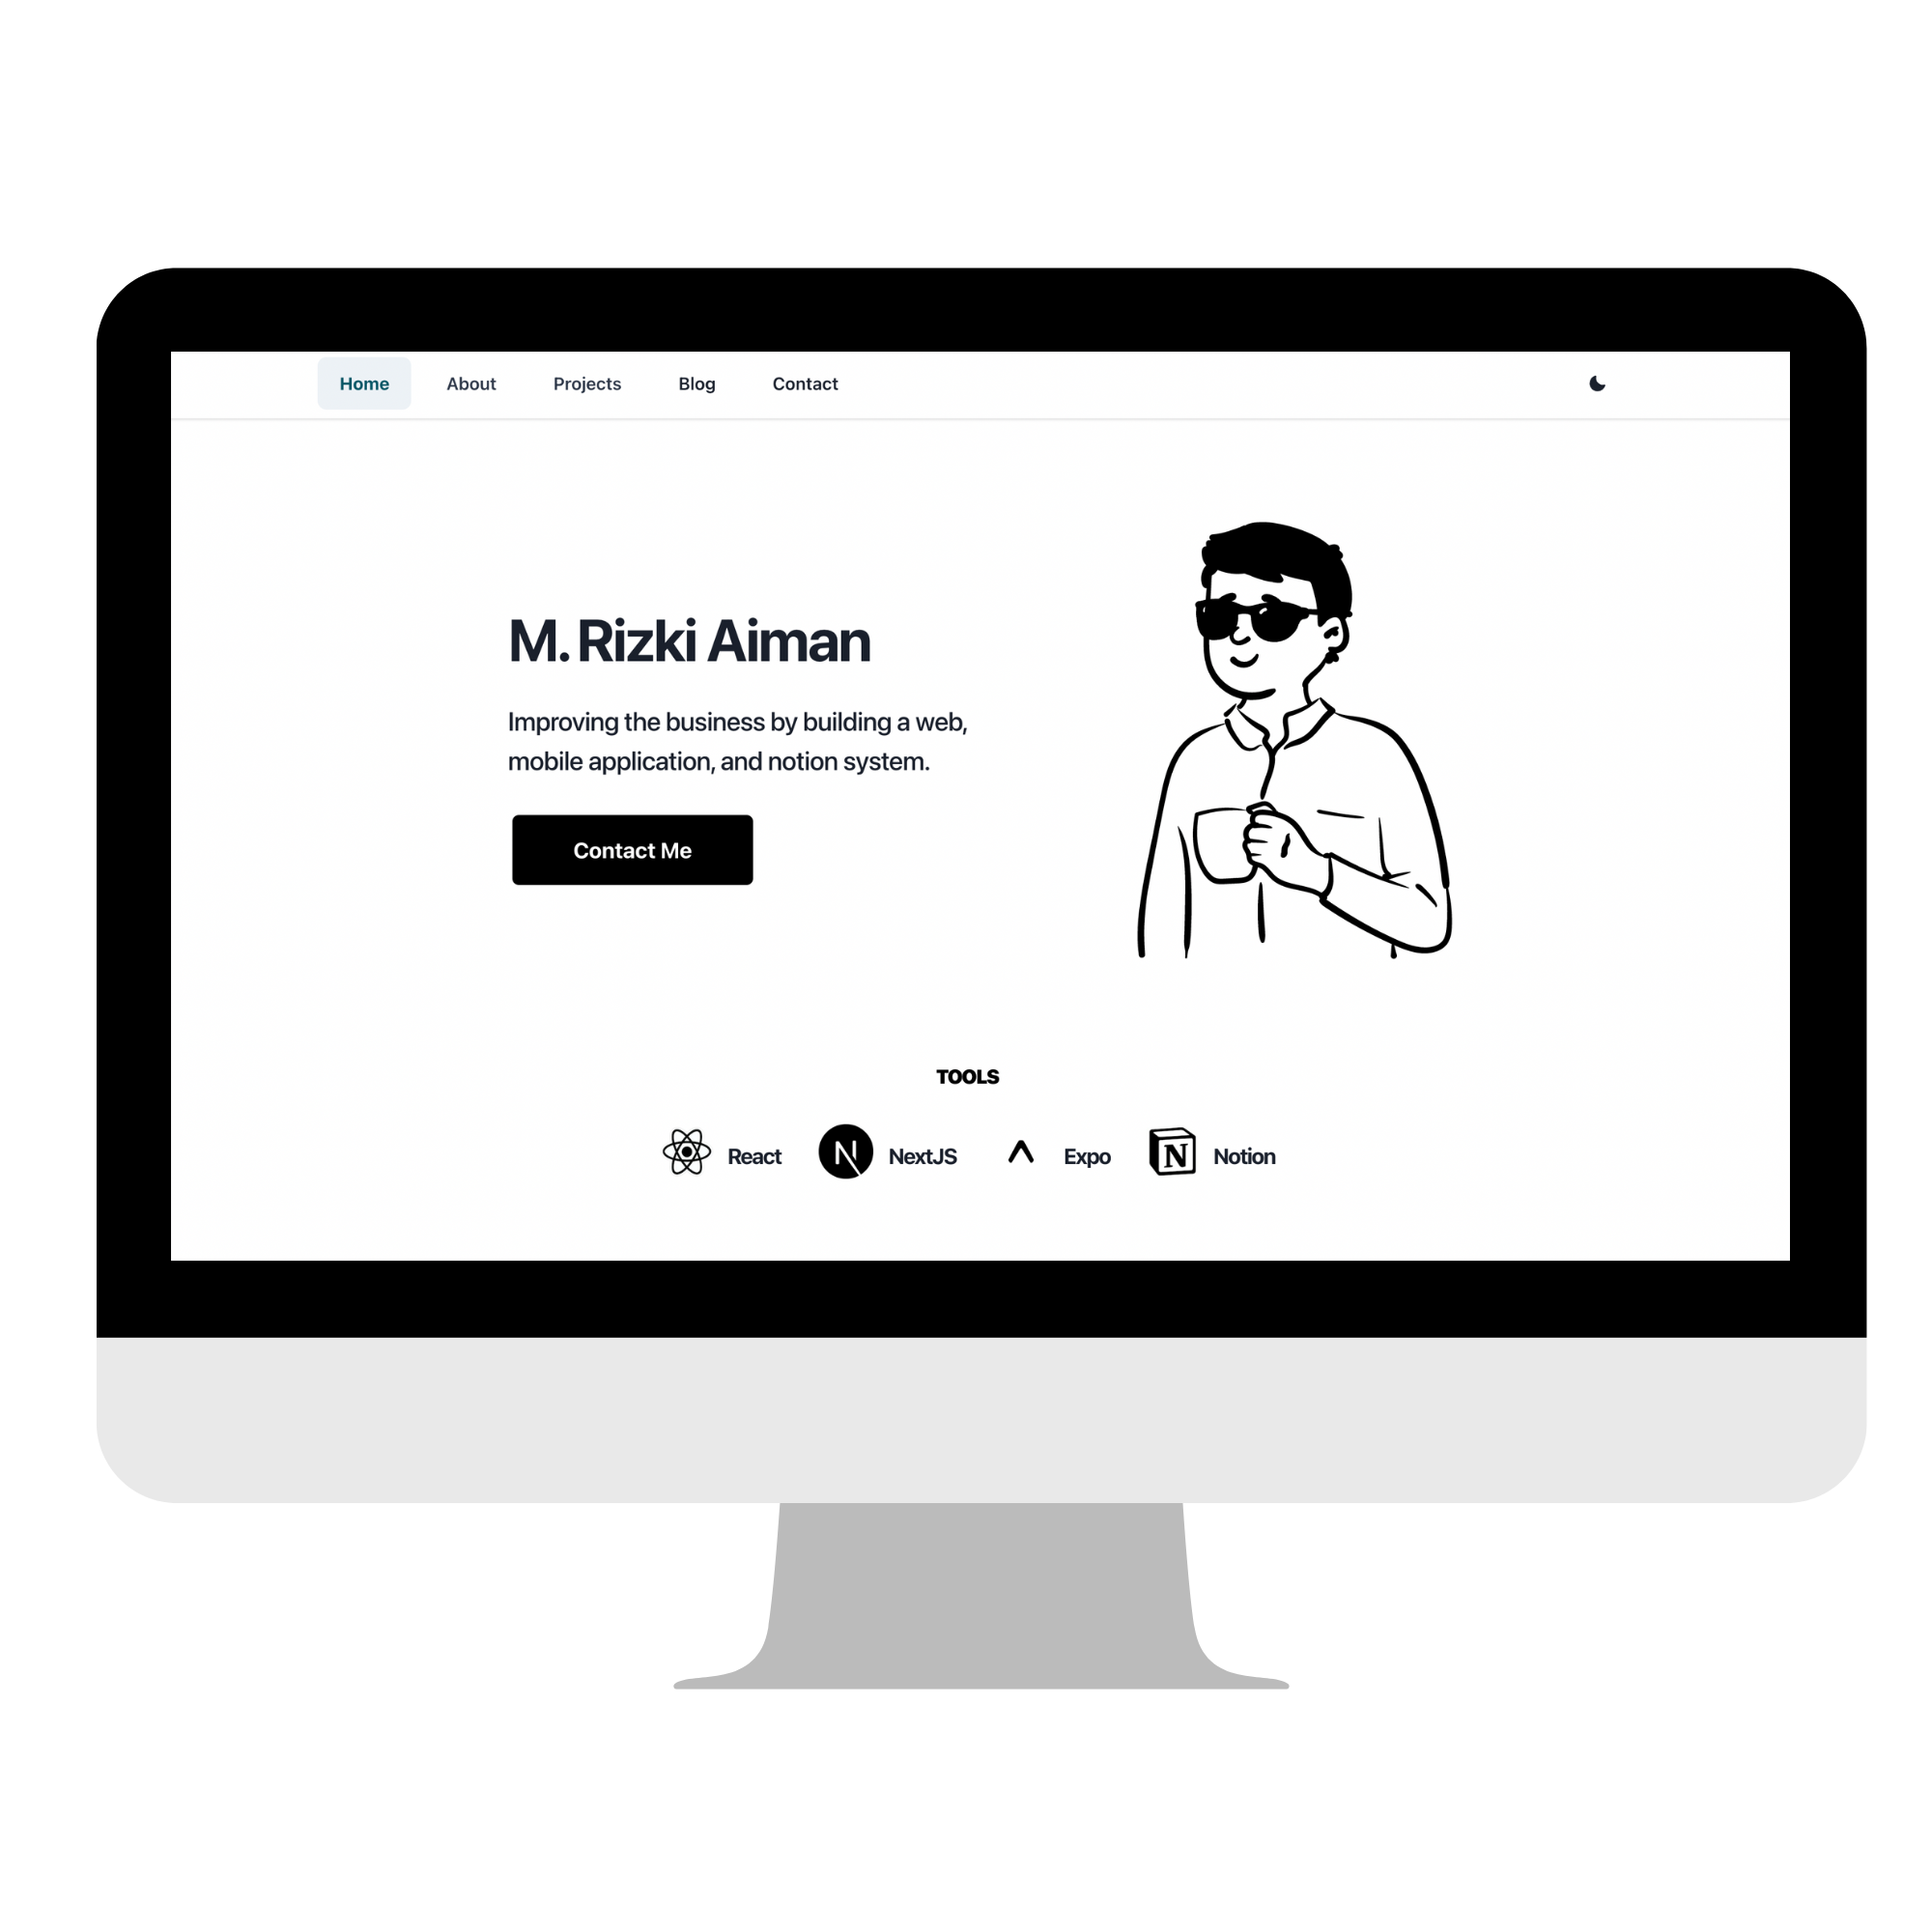 Home About Projects Blog Contact
M. Rizki Aiman
Improving the business by building a web,
mobile application, and notion system.
Contact Me
TOOLS
React N NextJS Expo N Notion